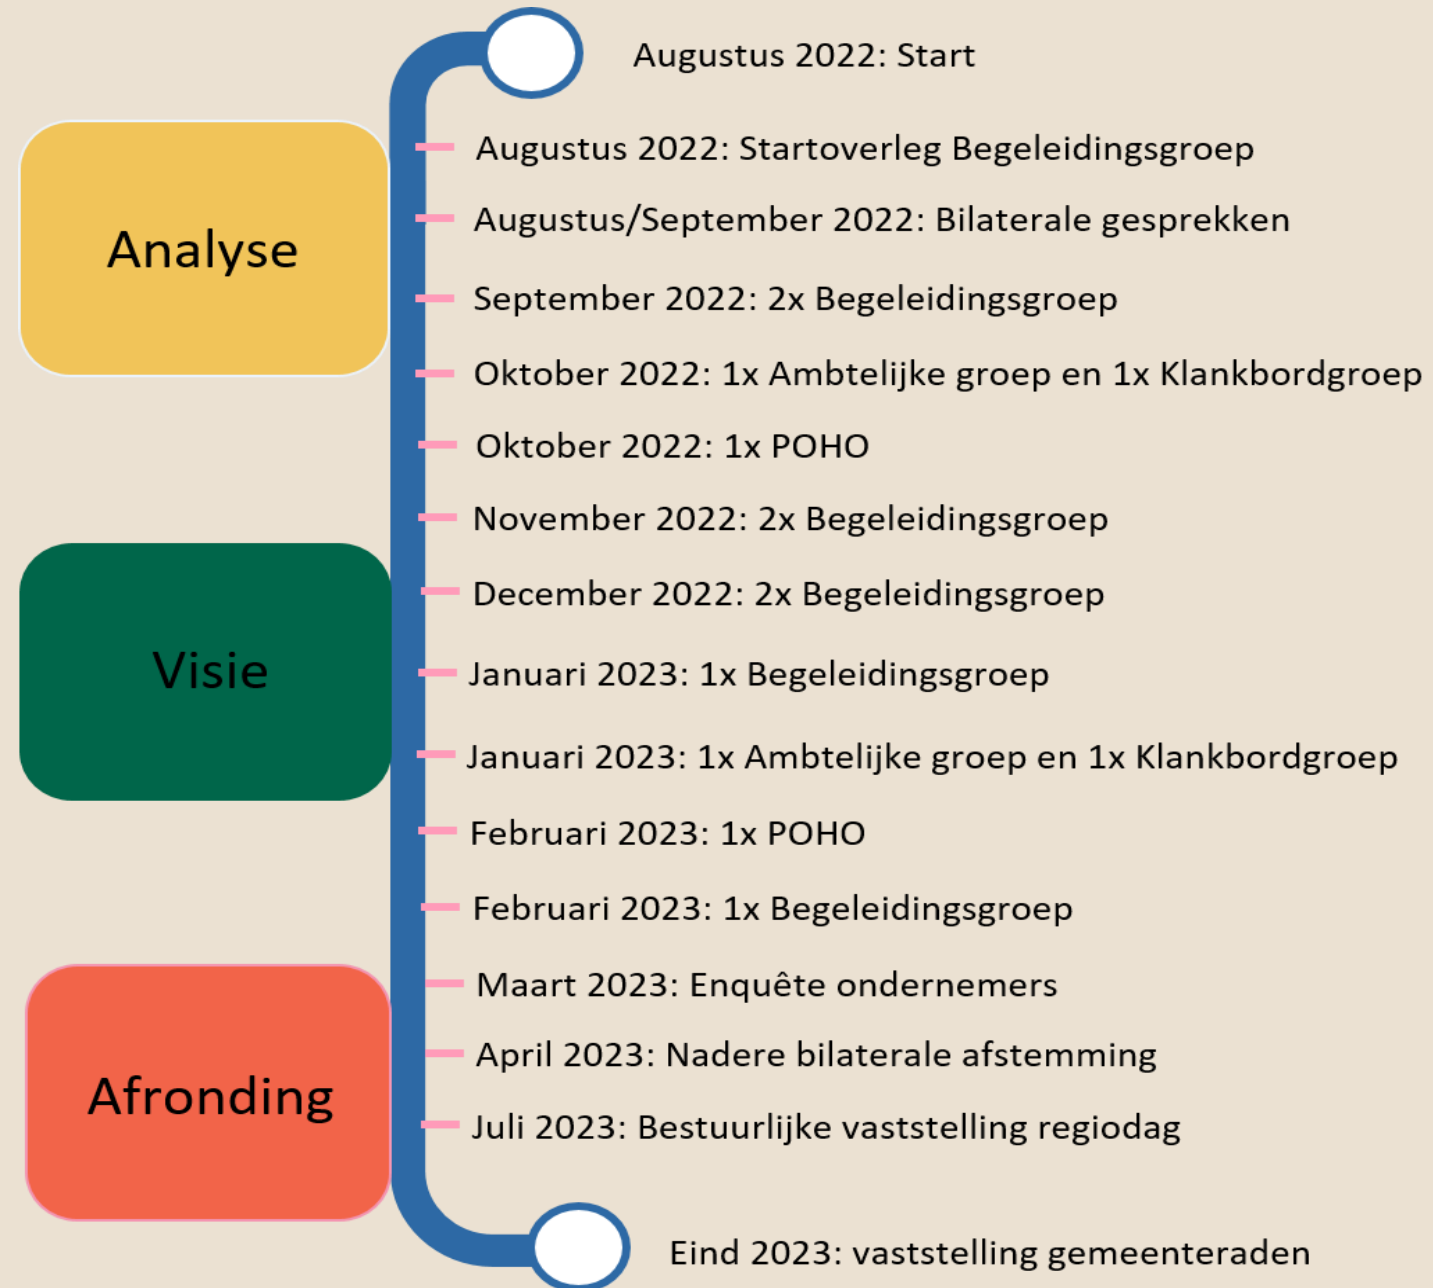 Augustus 2022: Start
Analyse
Augustus 2022: Startoverleg Begeleidingsgroep
Augustus/September 2022: Bilaterale gesprekken
September 2022: 2x Begeleidingsgroep
Oktober 2022: 1x Ambtelijke groep en 1x Klankbordgroep
Oktober 2022: 1x POHO
November 2022: 2x Begeleidingsgroep
Visie
December 2022: 2x Begeleidingsgroep
Januari 2023: 1x Begeleidingsgroep
Januari 2023: 1x Ambtelijke groep en 1x Klankbordgroep
Februari 2023: 1x POHO
Februari 2023: 1x Begeleidingsgroep
Afronding
Maart 2023: Enquête ondernemers
April 2023: Nadere bilaterale afstemming
Juli 2023: Bestuurlijke vaststelling regiodag
Eind 2023: vaststelling gemeenteraden